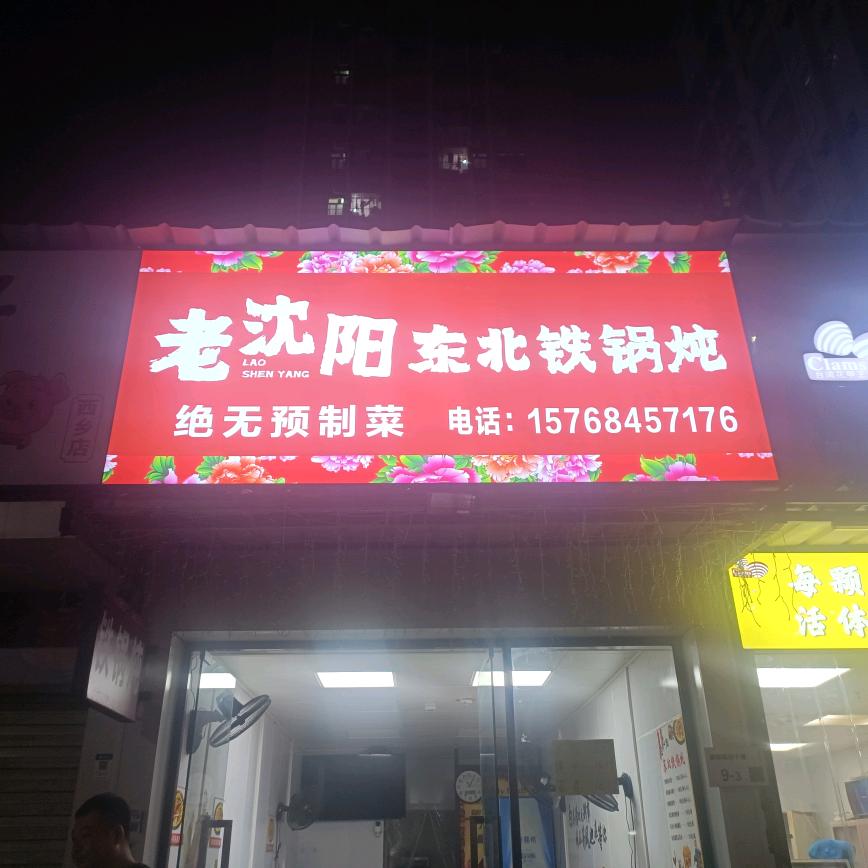 老沈阳 东北铁锅炖
LAO
SHEN YANG
绝无预制菜 电话：15768457176
西乡店
Clams
每颗
活体
9-3